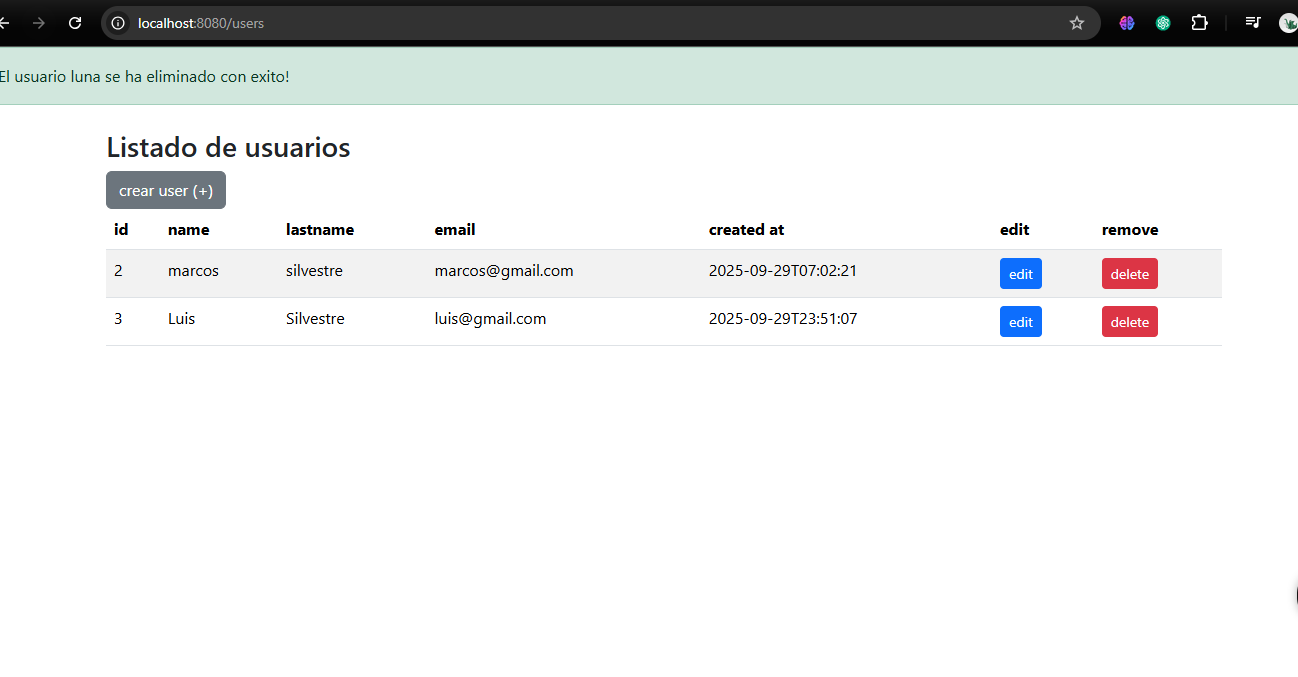 localhost:8080/users
El usuario luna se ha eliminado con exito!
Listado de usuarios
crear user (+)
id name lastname email created at edit remove
2 marcos silvestre marcos@gmail.com 2025-09-29T07:02:21 edit delete
3 Luis Silvestre luis@gmail.com 2025-09-29T23:51:07 edit delete